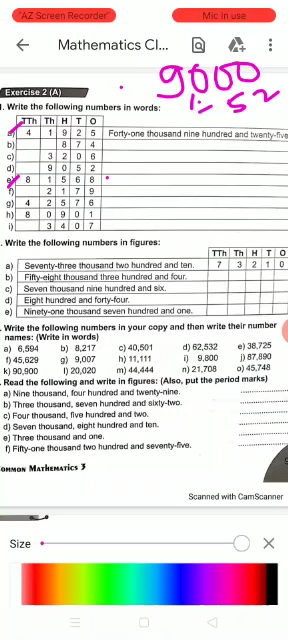 "AZ Screen Recorder"
Mic in use
Mathematics Cl...
9000
52
Exercise 2 (A)
Write the following numbers in words:
TTh Th H T O
a) 4 1 9 2 5 Forty-one thousand nine hundred and twenty-five
b) 8 7 4
c) 3 2 0 6
d) 9 0 5 2
e) 8 1 5 6 8
f) 2 1 7 9
g) 4 2 5 7 6
h) 8 0 9 0 1
i) 3 4 0 7
. Write the following numbers in figures:
TTh Th H T O
a) Seventy-three thousand two hundred and ten. 7 3 2 1 0
b) Fifty-eight thousand three hundred and four.
c) Seven thousand nine hundred and six.
d) Eight hundred and forty-four.
e) Ninety-one thousand seven hundred and one.
. Write the following numbers in your copy and then write their number
names: (Write in words)
a) 6,594 b) 8,217 c) 40,501 d) 62,532 e) 38,725
f) 45,629 g) 9,007 h) 11,111 i) 9,800 j) 87,890
k) 90,900 l) 20,020 m) 44,444 n) 21,708 o) 45,748
. Read the following and write in figures: (Also, put the period marks)
a) Nine thousand, four hundred and twenty-nine.
b) Three thousand, seven hundred and sixty-two.
c) Four thousand, five hundred and two.
d) Seven thousand, eight hundred and ten.
e) Three thousand and one.
f) Fifty-one thousand two hundred and seventy-five.
OMMON MATHEMATICS 3
Scanned with CamScanner
Size